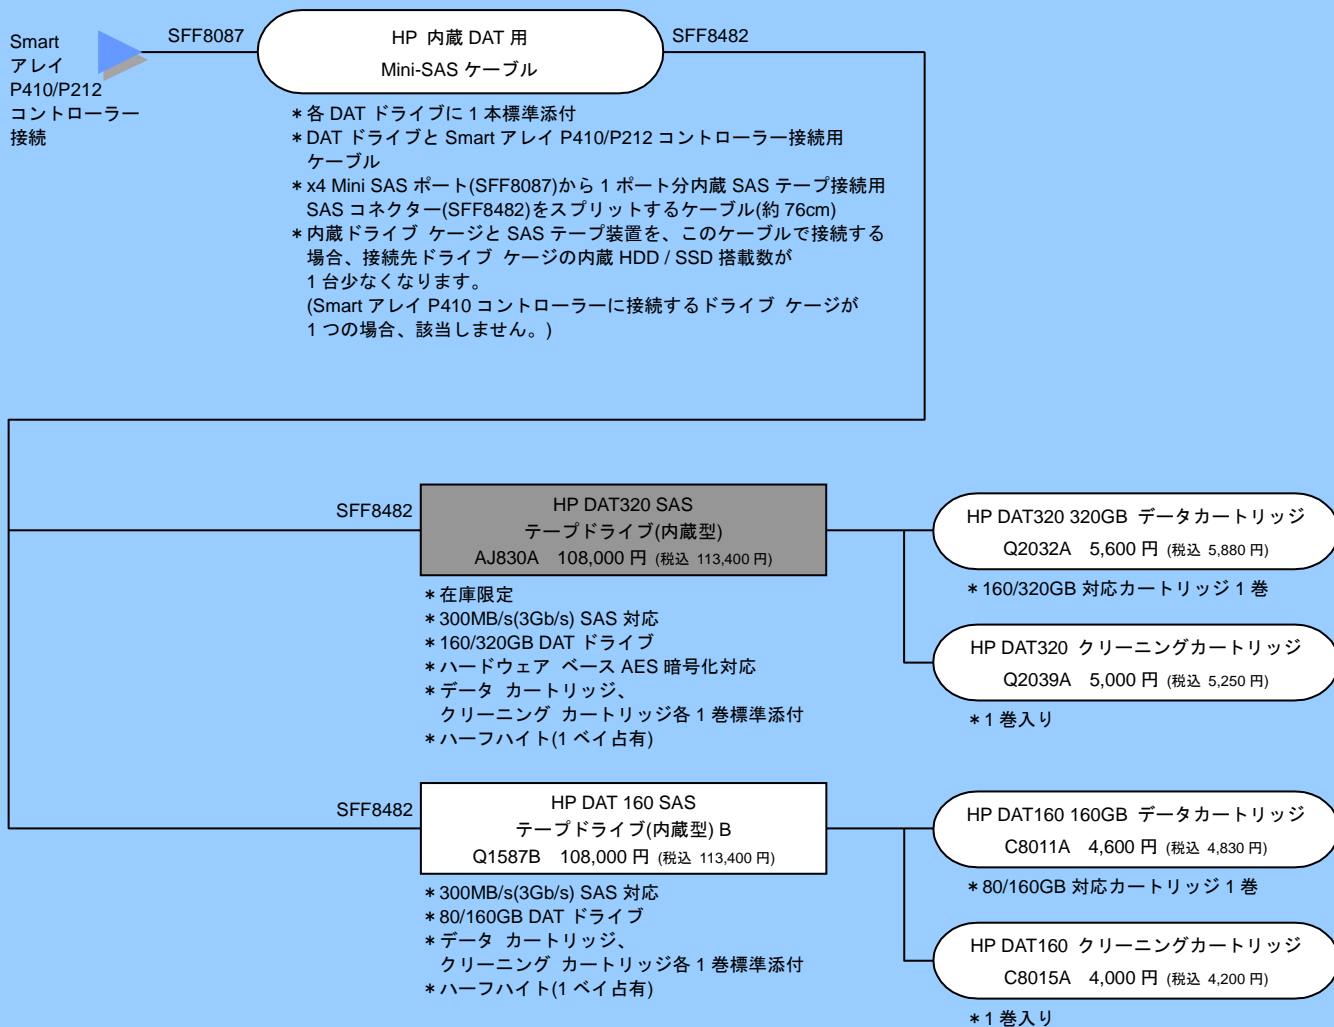 Smart
アレイ
P410/P212
コントローラー
接続
SFF8087
HP 内蔵 DAT 用
Mini-SAS ケーブル
SFF8482
*各 DAT ドライブに 1 本標準添付
*DAT ドライブと Smart アレイ P410/P212 コントローラー接続用
ケーブル
*x4 Mini SAS ポート(SFF8087)から 1 ポート分内蔵 SAS テープ接続用
SAS コネクター(SFF8482)をスプリットするケーブル(約 76cm)
*内蔵ドライブ ケージと SAS テープ装置を、このケーブルで接続する
場合、接続先ドライブ ケージの内蔵 HDD / SSD 搭載数が
1 台少なくなります。
(Smart アレイ P410 コントローラーに接続するドライブ ケージが
1 つの場合、該当しません。)
SFF8482
HP DAT320 SAS
テープドライブ(内蔵型)
AJ830A 108,000 円 (税込 113,400 円)
*在庫限定
*300MB/s(3Gb/s) SAS 対応
*160/320GB DAT ドライブ
*ハードウェア ベース AES 暗号化対応
*データ カートリッジ、
クリーニング カートリッジ各 1 巻標準添付
*ハーフハイト(1 ベイ占有)
HP DAT320 320GB データカートリッジ
Q2032A 5,600 円 (税込 5,880 円)
*160/320GB 対応カートリッジ 1 巻
HP DAT320 クリーニングカートリッジ
Q2039A 5,000 円 (税込 5,250 円)
*1 巻入り
SFF8482
HP DAT 160 SAS
テープドライブ(内蔵型) B
Q1587B 108,000 円 (税込 113,400 円)
*300MB/s(3Gb/s) SAS 対応
*80/160GB DAT ドライブ
*データ カートリッジ、
クリーニング カートリッジ各 1 巻標準添付
*ハーフハイト(1 ベイ占有)
HP DAT160 160GB データカートリッジ
C8011A 4,600 円 (税込 4,830 円)
*80/160GB 対応カートリッジ 1 巻
HP DAT160 クリーニングカートリッジ
C8015A 4,000 円 (税込 4,200 円)
*1 巻入り